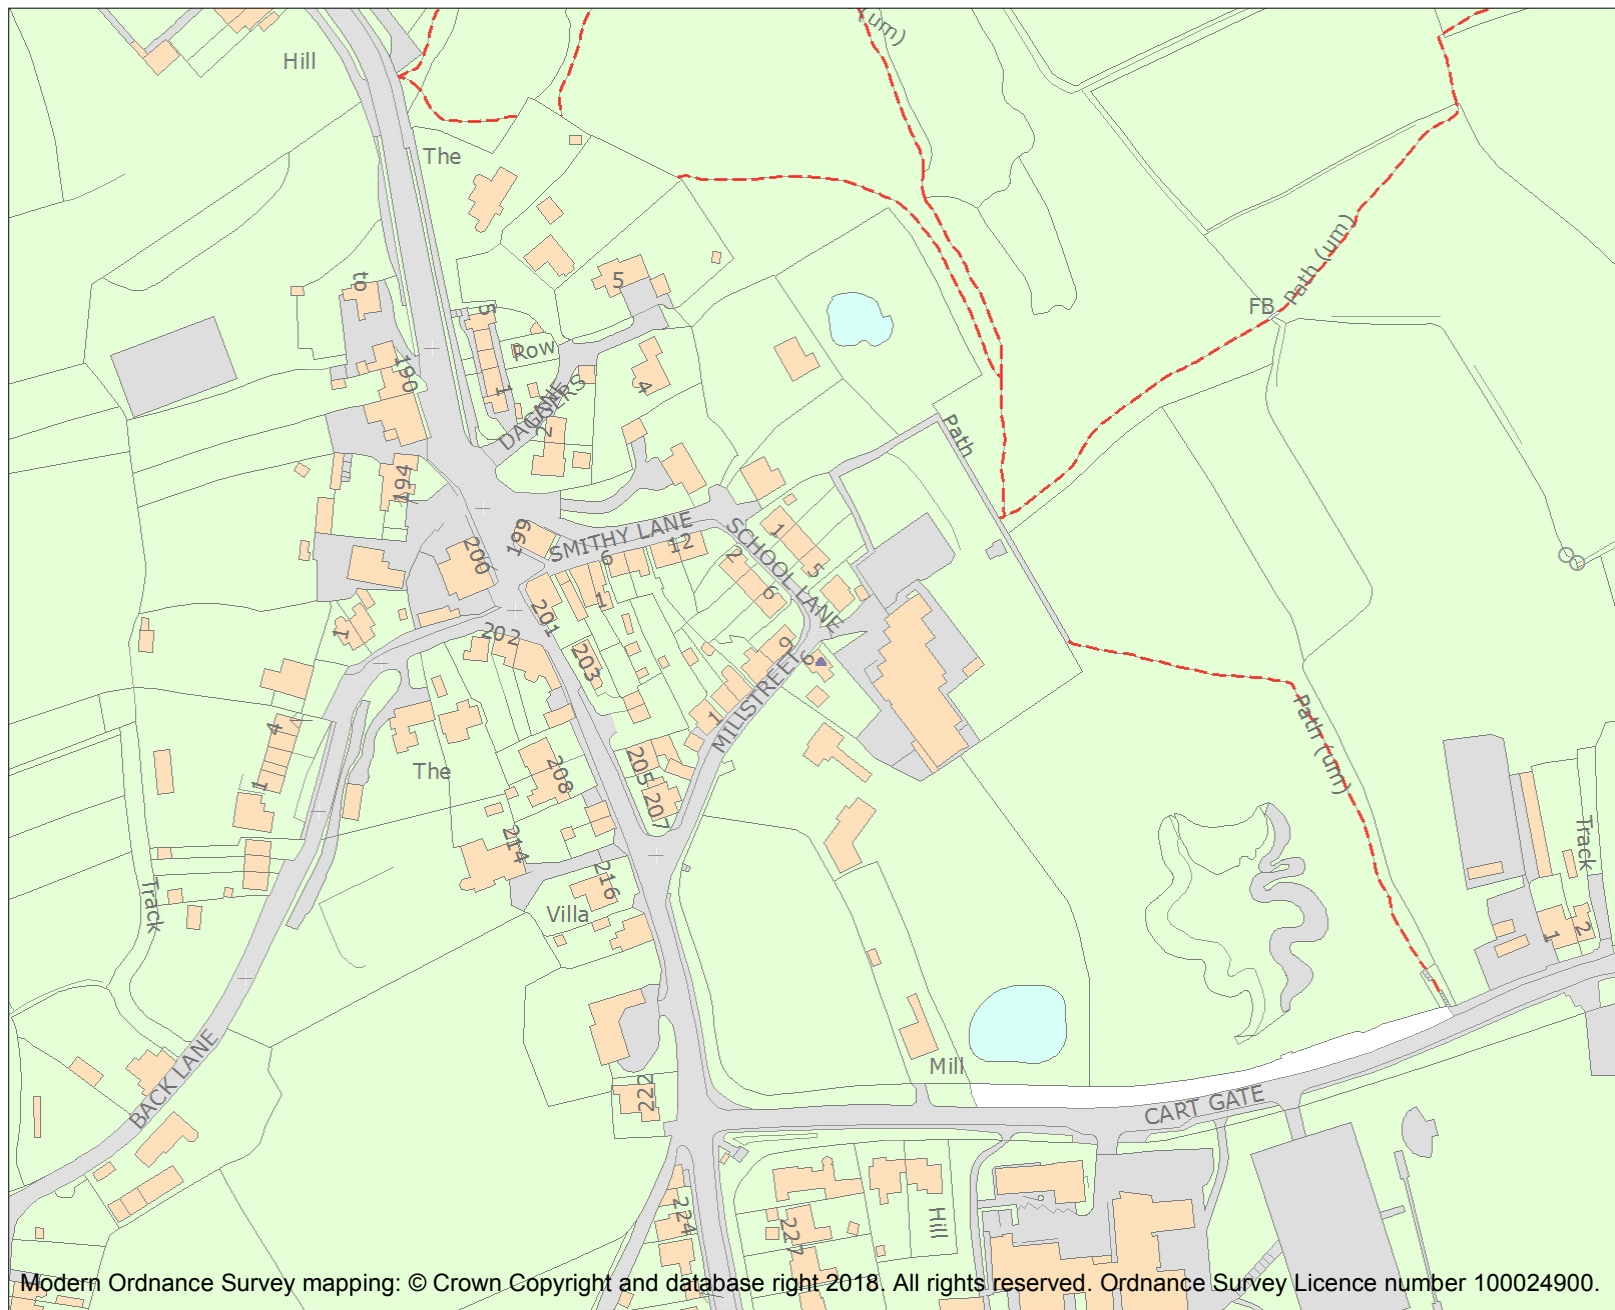 (um)
Hill
The
to
5
5
FB
Path (um)
Row
190
1
4
DAGGERS
LANE
2
Path
194
199
200
SMITHY LANE
6
12
SCHOOL LANE
1
5
2
6
1
201
202
1
203
9
6
MILL STREET
1
4
1
The
205
207
208
Path (um)
214
216
Villa
Track
Track
1
2
BACK LANE
Mill
222
CART GATE
224
227
Hill
Modern Ordnance Survey mapping: © Crown Copyright and database right 2018. All rights reserved. Ordnance Survey Licence number 100024900.